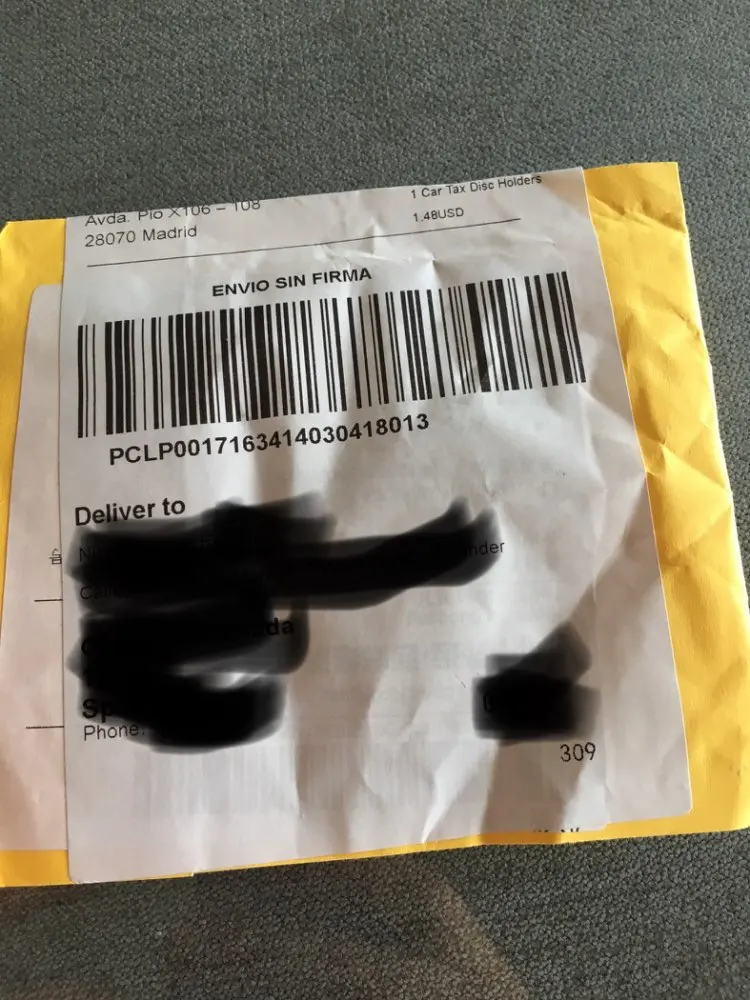 Avda. Pio X106 – 108
28070 Madrid
1 Car Tax Disc Holders
1.48USD
ENVIO SIN FIRMA
PCLP0017163414030418013
Deliver to
Phone:
309